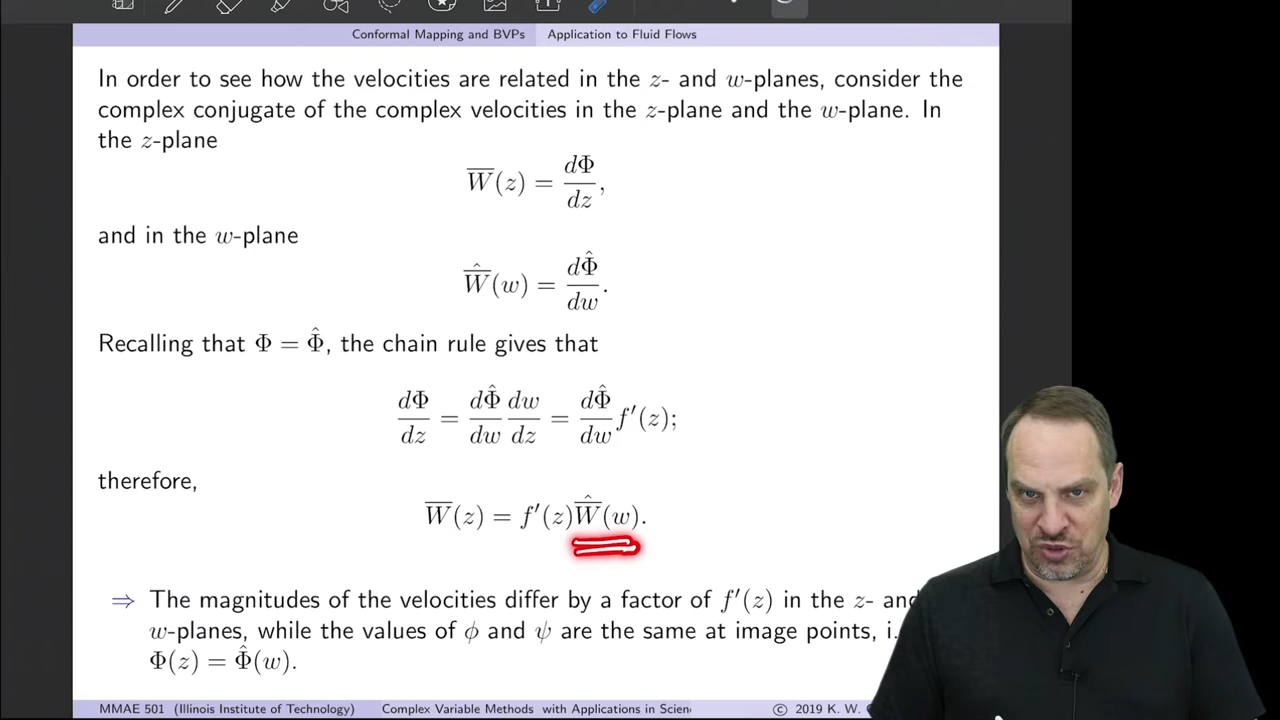 Conformal Mapping and BVPs Application to Fluid Flows
In order to see how the velocities are related in the z- and w-planes, consider the
complex conjugate of the complex velocities in the z-plane and the w-plane. In
the z-plane
W̅(z) = dΦ/dz,
and in the w-plane
Ŵ̅(w) = dΦ̂/dw.
Recalling that Φ = Φ̂, the chain rule gives that
dΦ/dz = dΦ̂/dw dw/dz = dΦ̂/dw f′(z);
therefore,
W̅(z) = f′(z)Ŵ̅(w).
⇒ The magnitudes of the velocities differ by a factor of f′(z) in the z- and
w-planes, while the values of φ and ψ are the same at image points, i.
Φ(z) = Φ̂(w).
MMAE 501 (Illinois Institute of Technology) Complex Variable Methods with Applications in Scien © 2019 K. W.